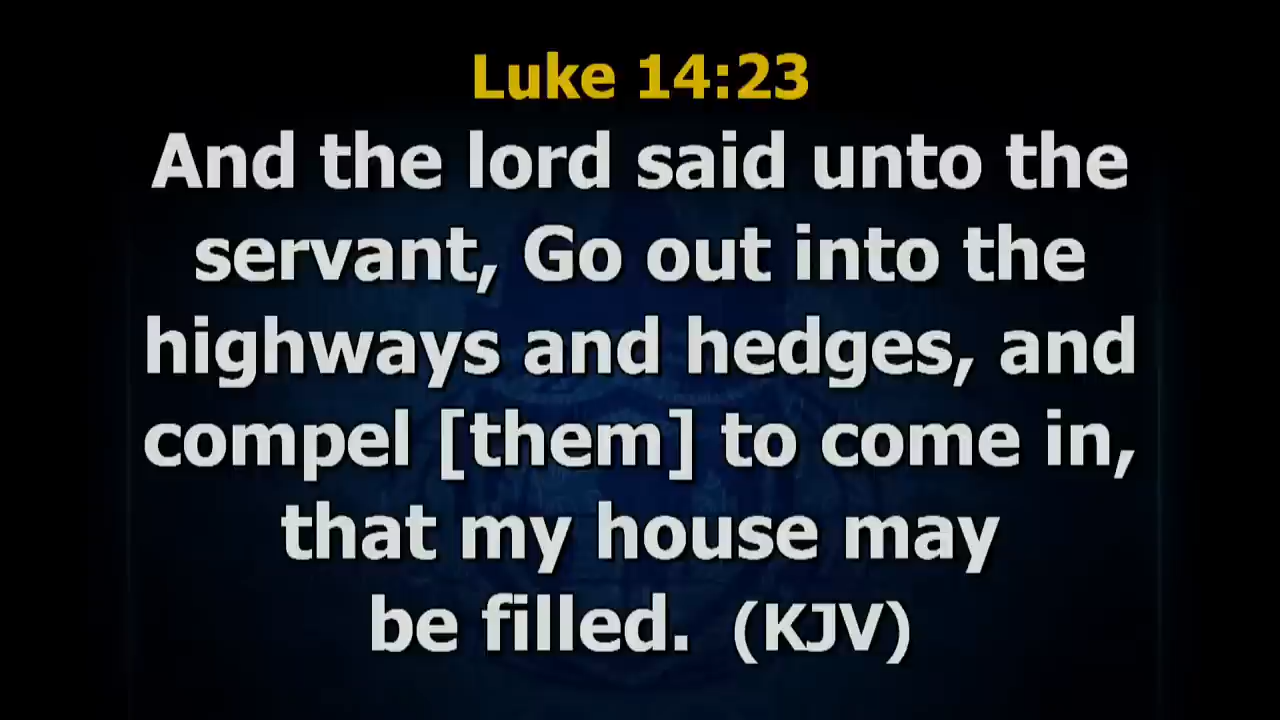 Luke 14:23
And the lord said unto the
servant, Go out into the
highways and hedges, and
compel [them] to come in,
that my house may
be filled. (KJV)